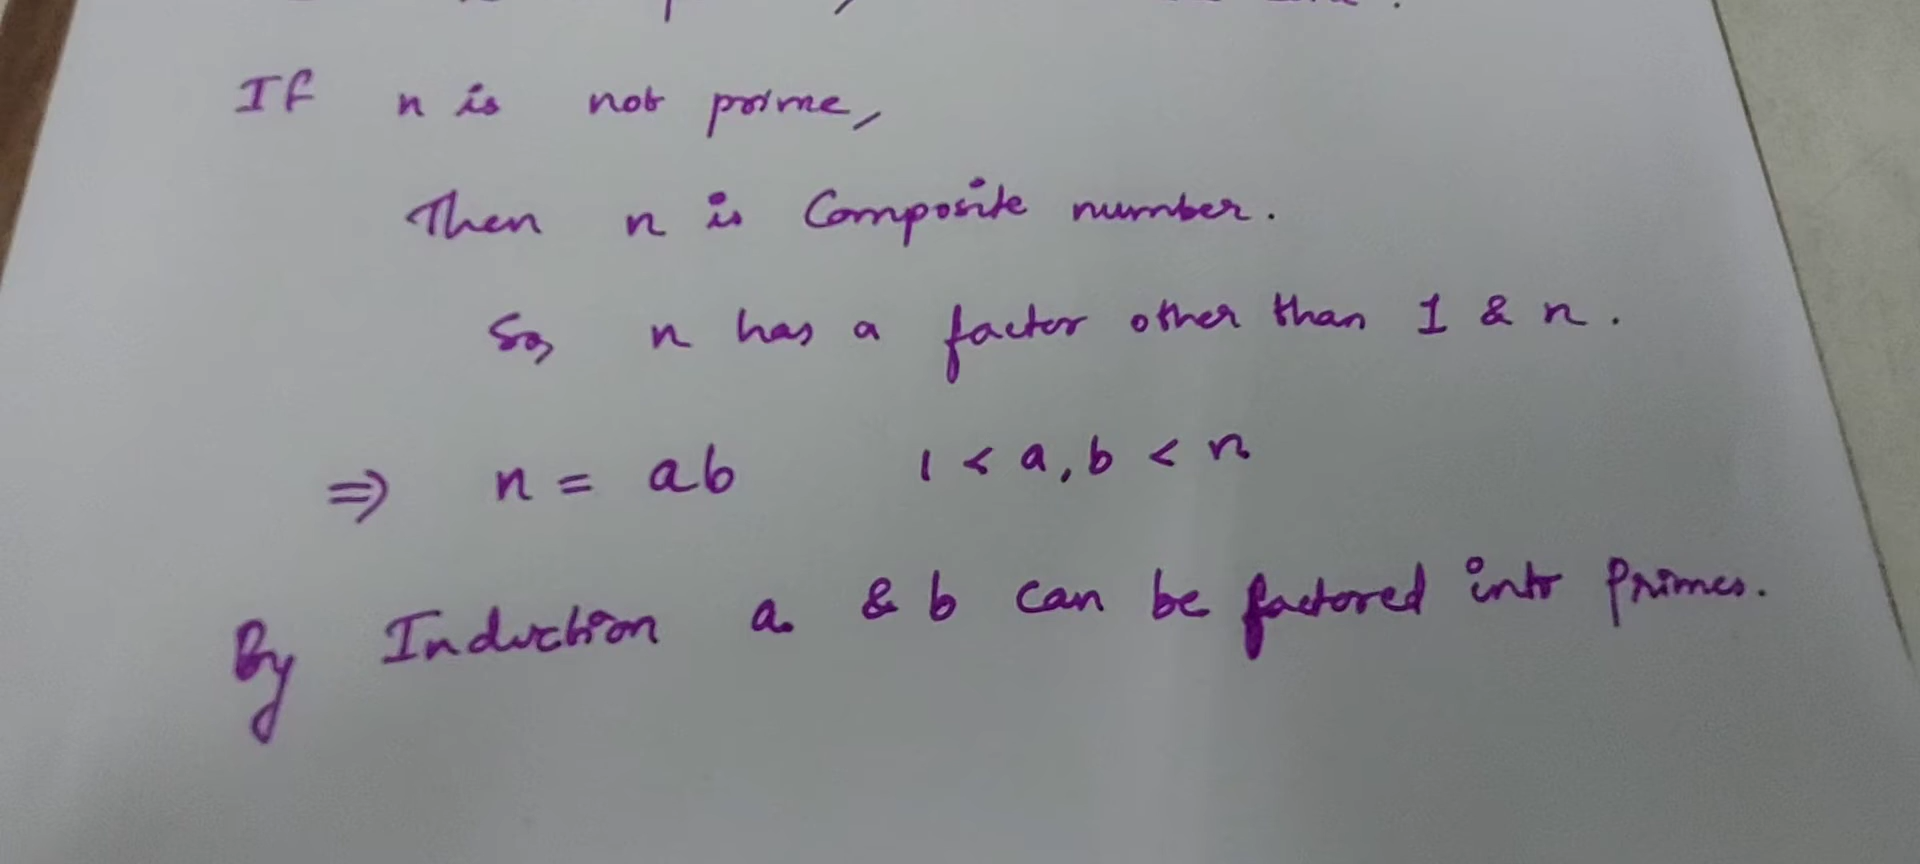 If n is not prime,
Then n is Composite number.
So, n has a factor other than 1 & n.
⇒ n = ab 1 < a, b < n
By Induction a & b can be factored into Primes.